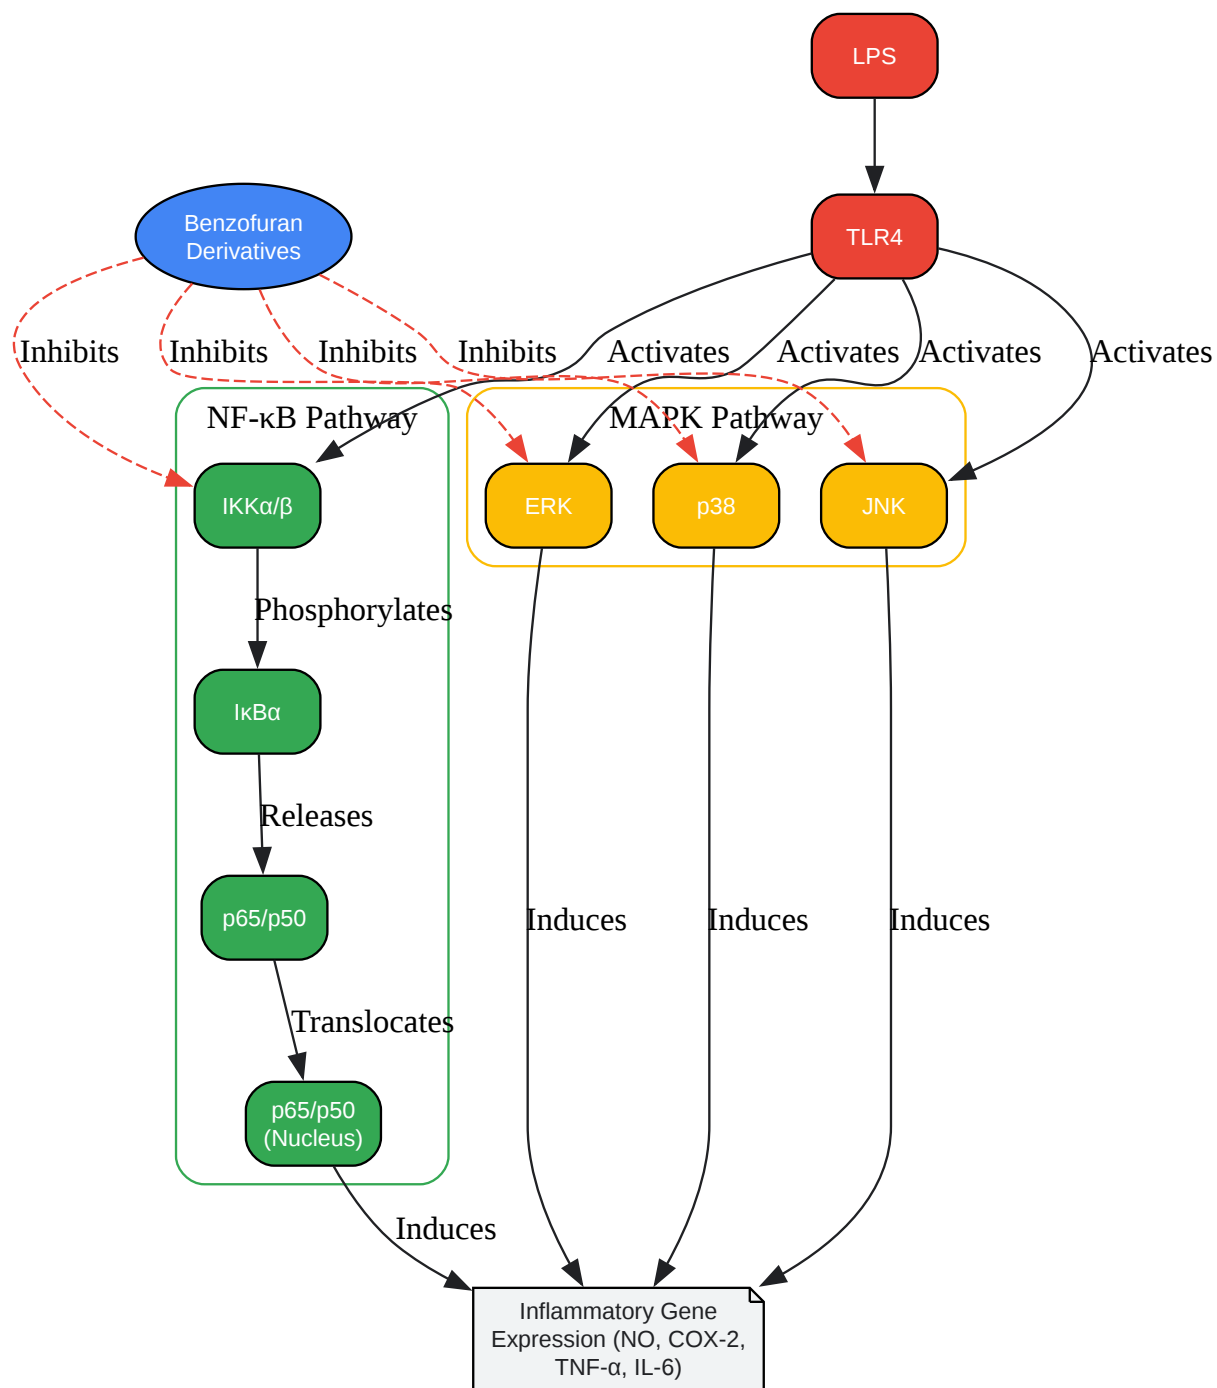 LPS
Benzofuran
Derivatives
TLR4
Inhibits
Inhibits
Inhibits
Inhibits
Activates
Activates
Activates
Activates
NF-κB Pathway
MAPK Pathway
IKKα/β
ERK
p38
JNK
Phosphorylates
IκBα
Releases
p65/p50
Induces
Induces
Induces
Translocates
p65/p50
(Nucleus)
Induces
Inflammatory Gene
Expression (NO, COX-2,
TNF-α, IL-6)